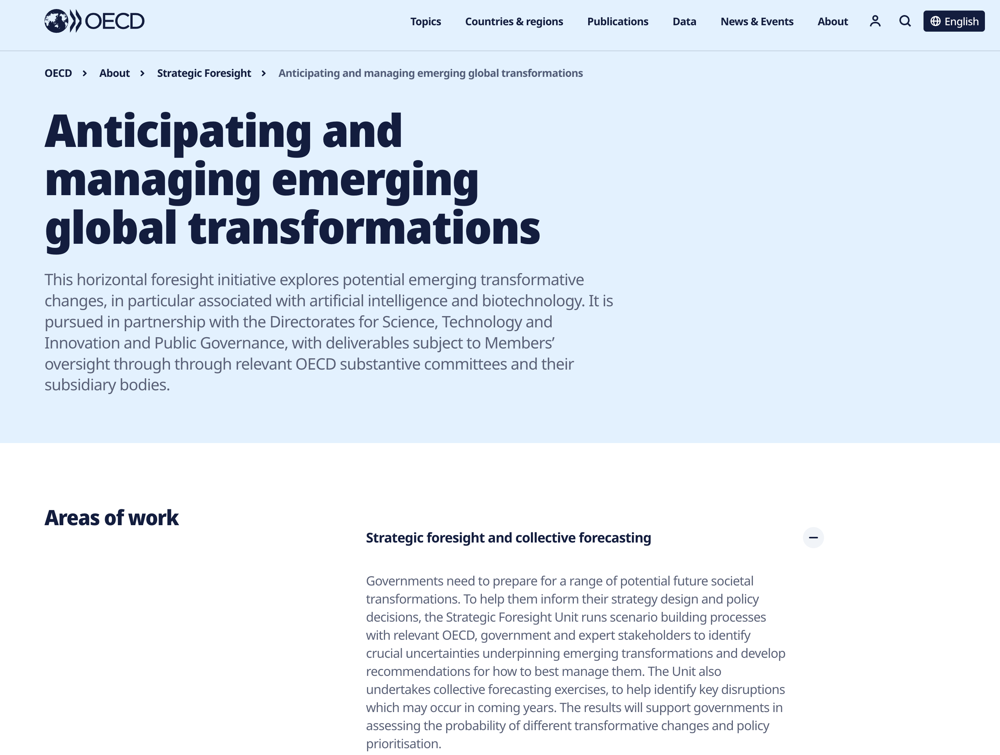 OECD
Topics Countries & regions Publications Data News & Events About English
OECD > About > Strategic Foresight > Anticipating and managing emerging global transformations
Anticipating and
managing emerging
global transformations
This horizontal foresight initiative explores potential emerging transformative
changes, in particular associated with artificial intelligence and biotechnology. It is
pursued in partnership with the Directorates for Science, Technology and
Innovation and Public Governance, with deliverables subject to Members’
oversight through through relevant OECD substantive committees and their
subsidiary bodies.
Areas of work
Strategic foresight and collective forecasting
Governments need to prepare for a range of potential future societal
transformations. To help them inform their strategy design and policy
decisions, the Strategic Foresight Unit runs scenario building processes
with relevant OECD, government and expert stakeholders to identify
crucial uncertainties underpinning emerging transformations and develop
recommendations for how to best manage them. The Unit also
undertakes collective forecasting exercises, to help identify key disruptions
which may occur in coming years. The results will support governments in
assessing the probability of different transformative changes and policy
prioritisation.